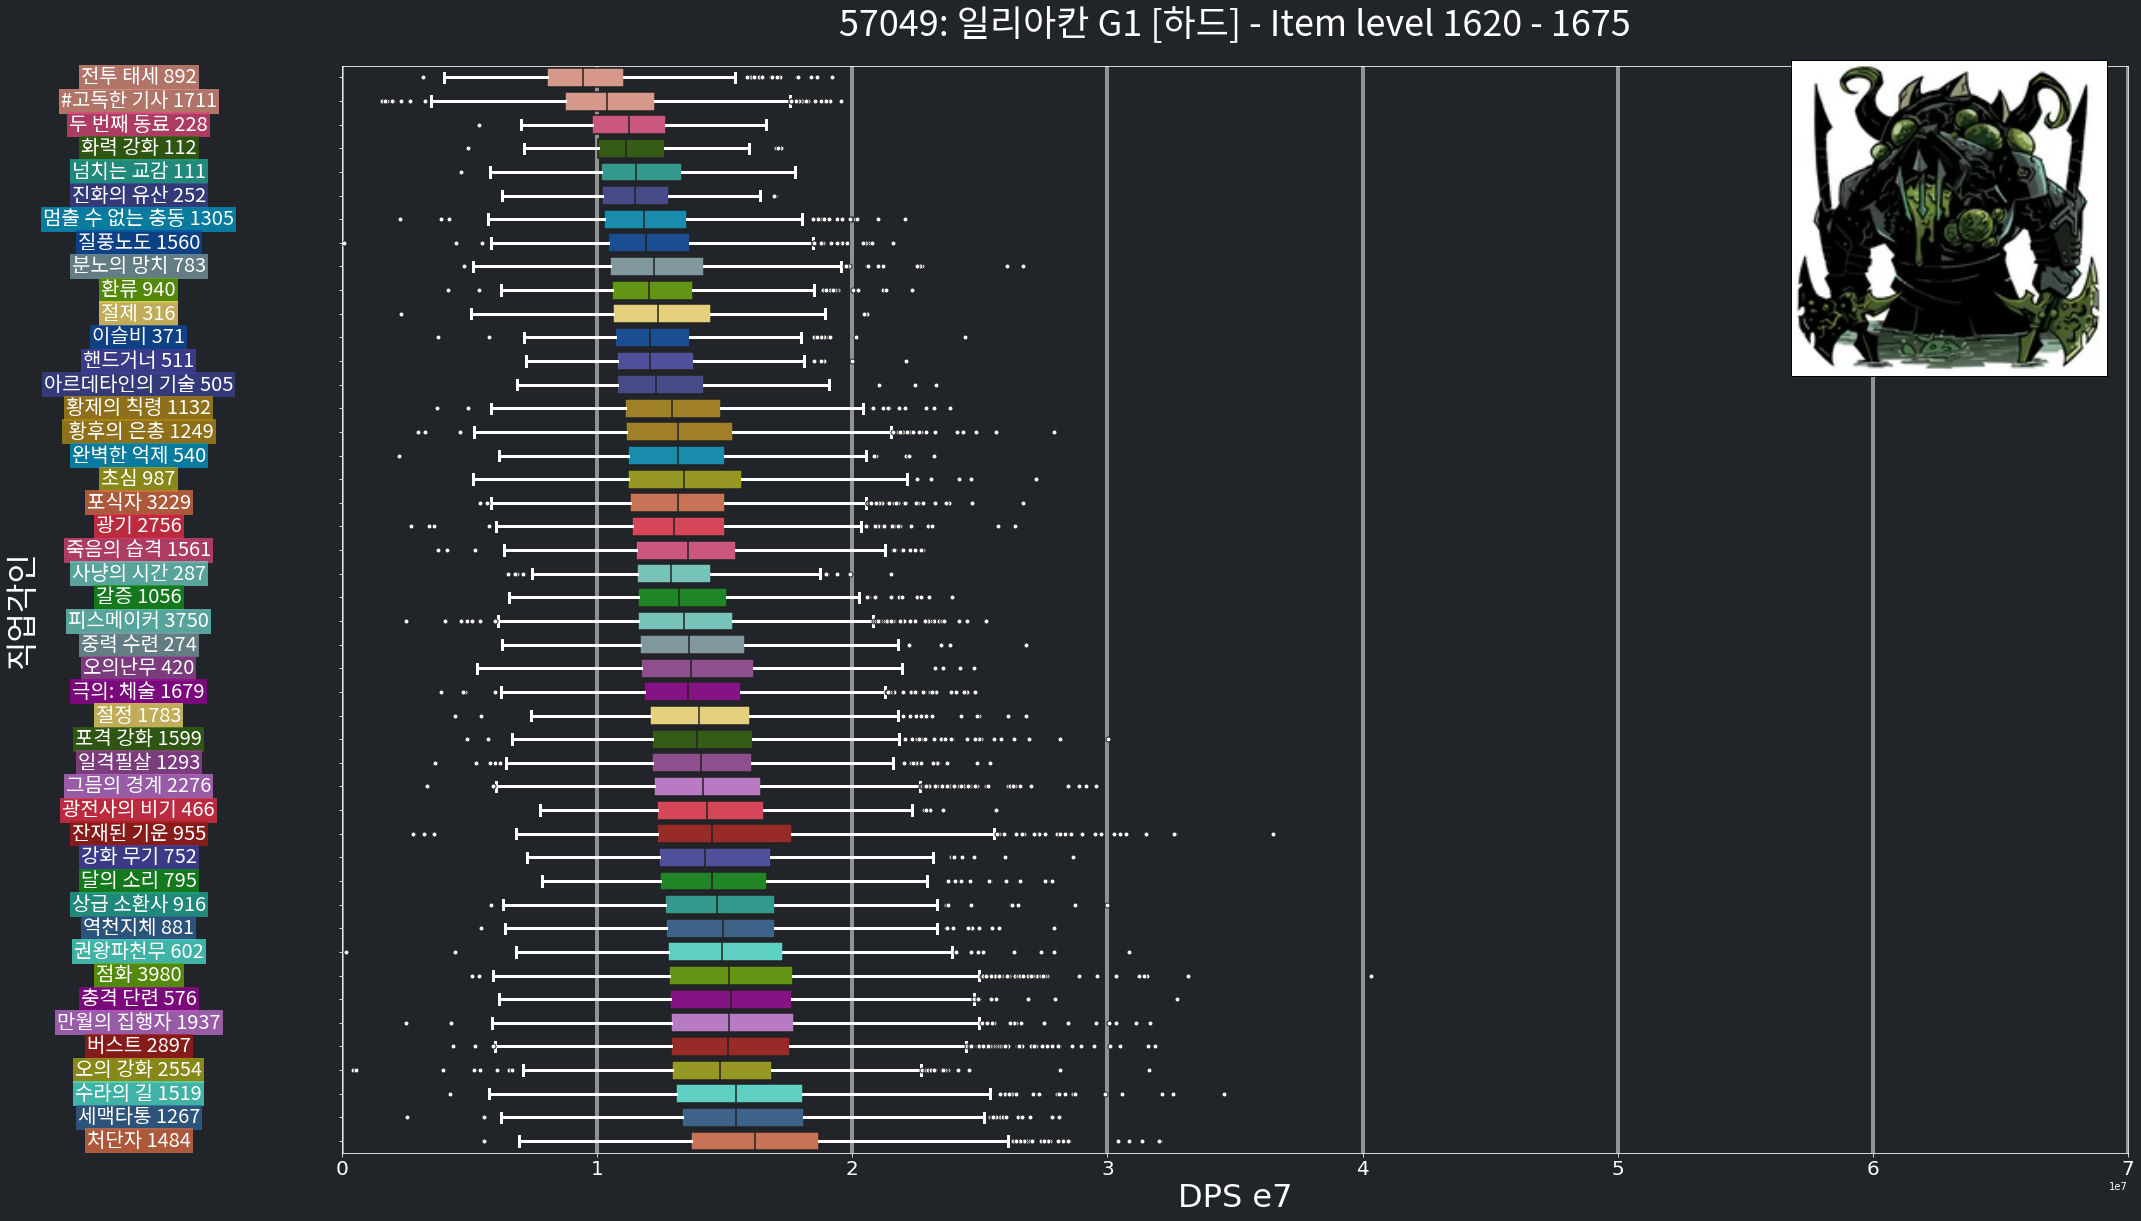 57049: 일리아칸 G1 [하드] - Item level 1620 - 1675
직업각인
전투 태세 892
#고독한 기사 1711
두 번째 동료 228
화력 강화 112
넘치는 교감 111
진화의 유산 252
멈출 수 없는 충동 1305
질풍노도 1560
분노의 망치 783
환류 940
절제 316
이슬비 371
핸드거너 511
아르데타인의 기술 505
황제의 칙령 1132
황후의 은총 1249
완벽한 억제 540
초심 987
포식자 3229
광기 2756
죽음의 습격 1561
사냥의 시간 287
갈증 1056
피스메이커 3750
중력 수련 274
오의난무 420
극의: 체술 1679
절정 1783
포격 강화 1599
일격필살 1293
그믐의 경계 2276
광전사의 비기 466
잔재된 기운 955
강화 무기 752
달의 소리 795
상급 소환사 916
역천지체 881
권왕파천무 602
점화 3980
충격 단련 576
만월의 집행자 1937
버스트 2897
오의 강화 2554
수라의 길 1519
세맥타통 1267
처단자 1484
0 1 2 3 4 5 6 7
DPS e7
1e7